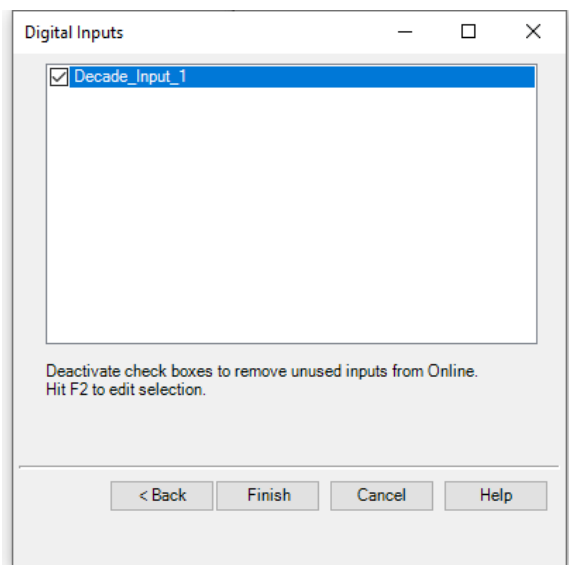 Digital Inputs
Decade_Input_1
Deactivate check boxes to remove unused inputs from Online.
Hit F2 to edit selection.
< Back Finish Cancel Help